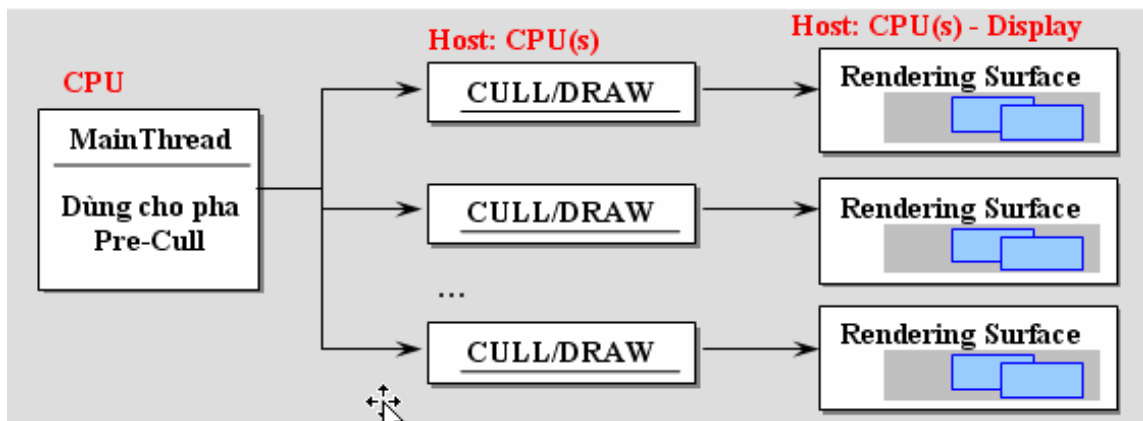 CPU
MainThread
Dùng cho pha
Pre-Cull
Host: CPU(s)
CULL/DRAW
CULL/DRAW
...
CULL/DRAW
Host: CPU(s) - Display
Rendering Surface
Rendering Surface
Rendering Surface